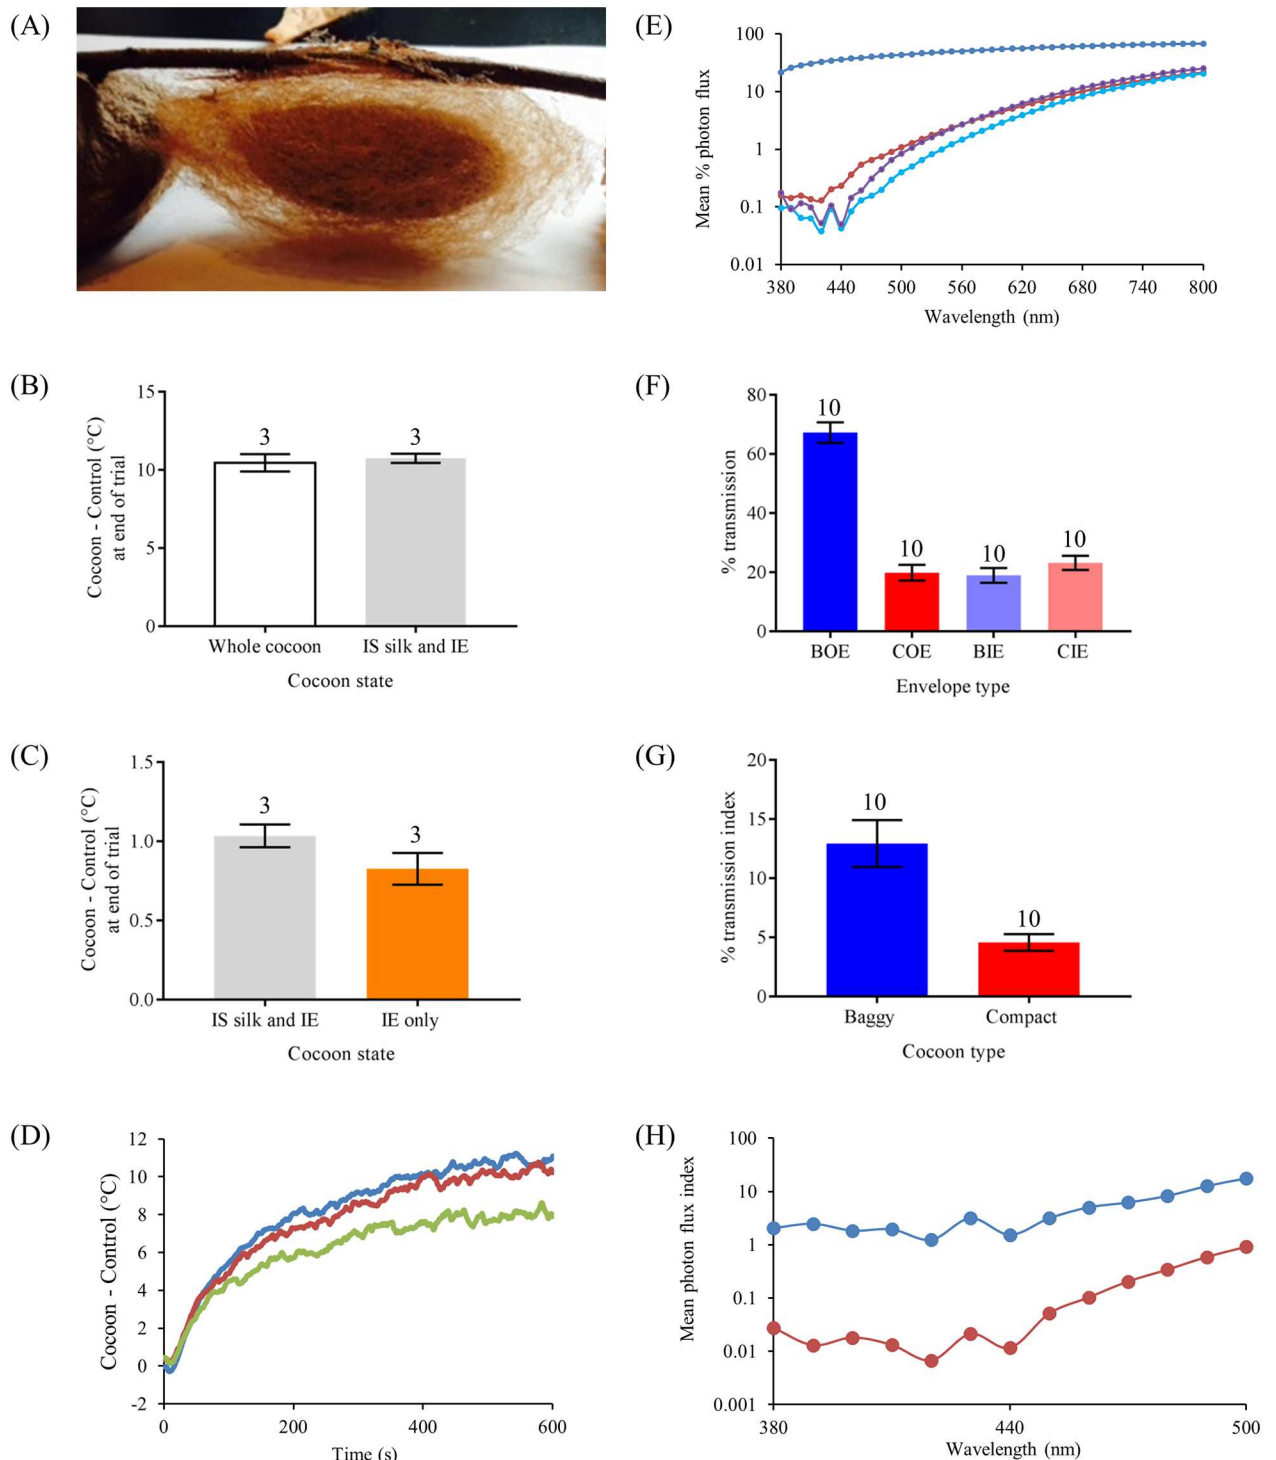 (A)
(B)
15
10
5
0
Cocoon - Control (°C)
at end of trial
3
3
Whole cocoon
IS silk and IE
Cocoon state
(C)
1.5
1.0
0.5
0.0
Cocoon - Control (°C)
at end of trial
3
3
IS silk and IE
IE only
Cocoon state
(D)
12
10
8
6
4
2
0
-2
Cocoon - Control (°C)
0
200
400
600
Time (s)
(E)
100
10
1
0.1
0.01
Mean % photon flux
380
440
500
560
620
680
740
800
Wavelength (nm)
(F)
80
60
40
20
0
% transmission
10
10
10
10
BOE
COE
BIE
CIE
Envelope type
(G)
20
15
10
5
0
% transmission index
10
10
Baggy
Compact
Cocoon type
(H)
100
10
1
0.1
0.01
0.001
Mean photon flux index
380
440
500
Wavelength (nm)